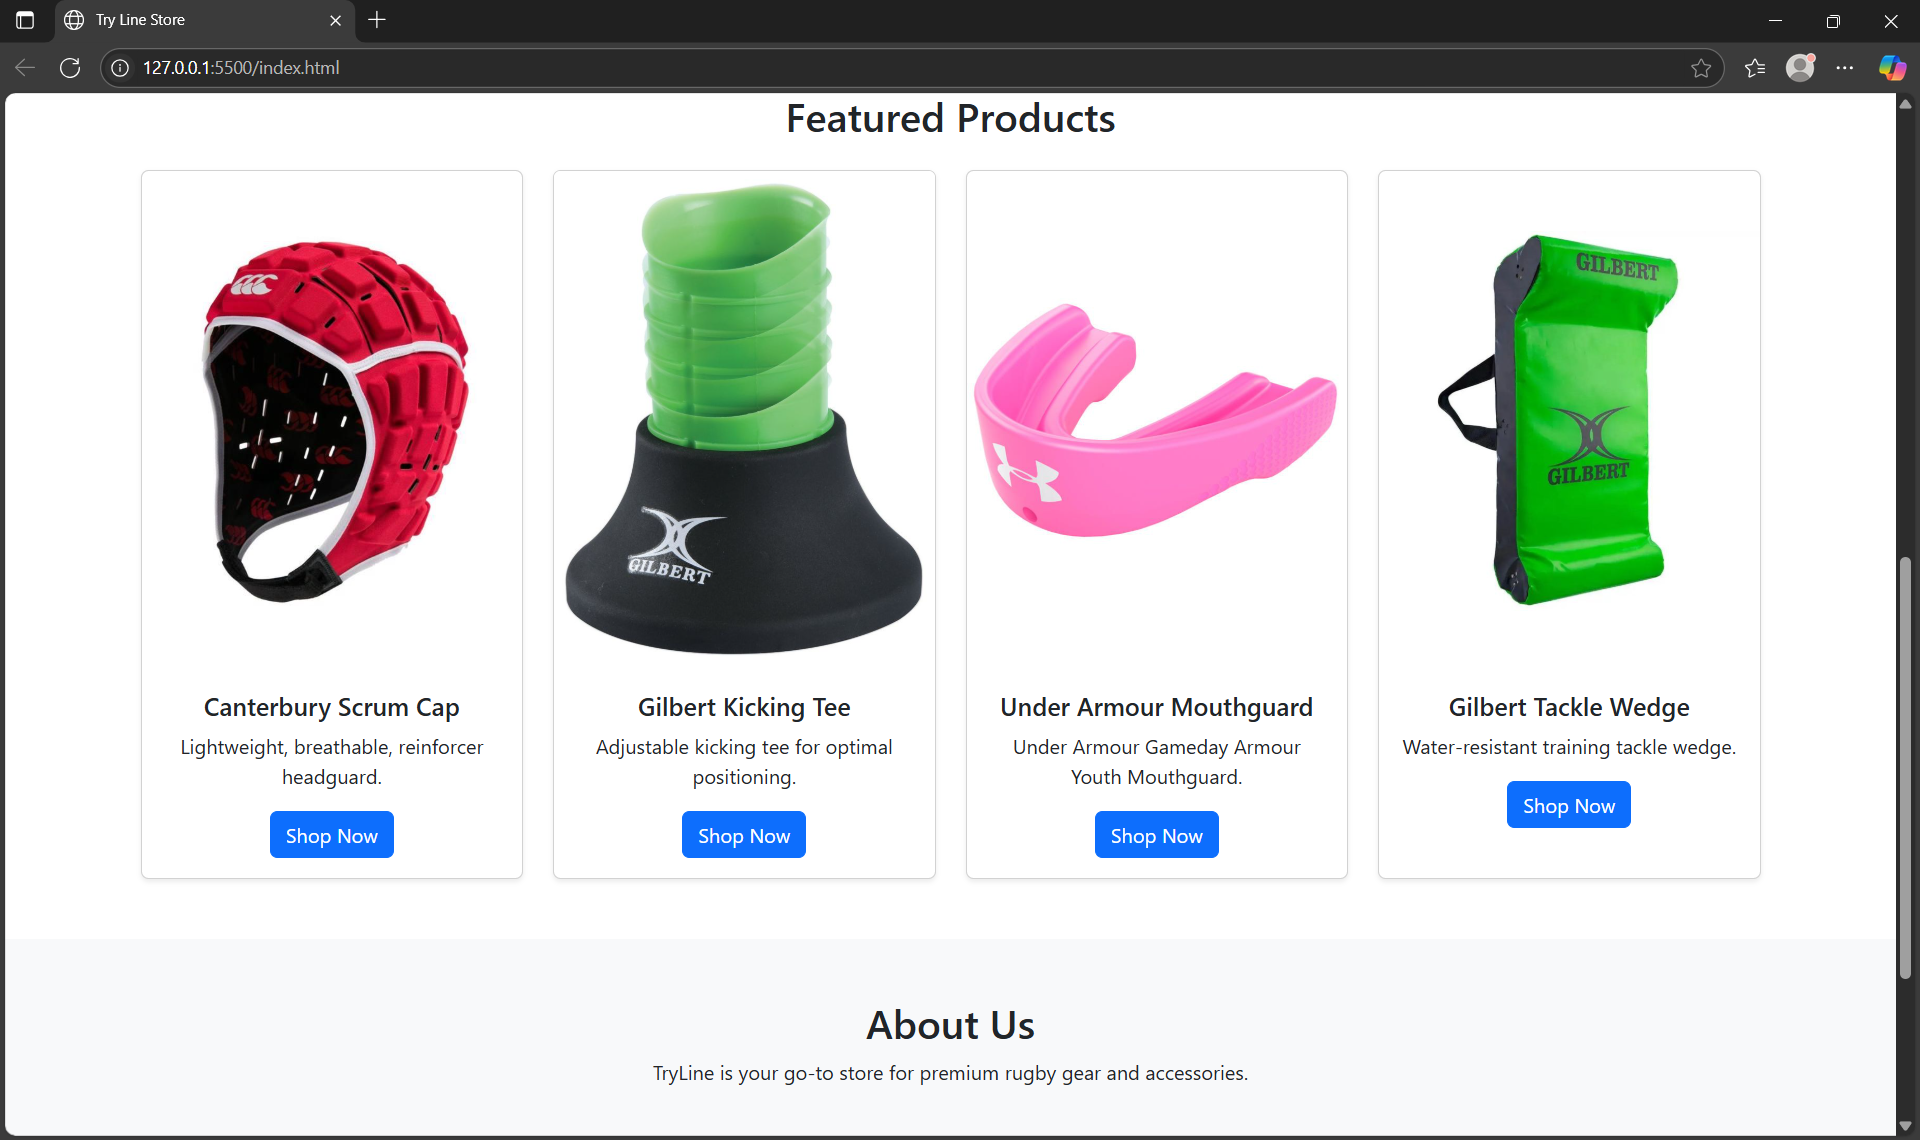 Try Line Store
127.0.0.1:5500/index.html
Featured Products
GILBERT
GILBERT
GILBERT
Canterbury Scrum Cap
Lightweight, breathable, reinforcer
headguard.
Shop Now
Gilbert Kicking Tee
Adjustable kicking tee for optimal
positioning.
Shop Now
Under Armour Mouthguard
Under Armour Gameday Armour
Youth Mouthguard.
Shop Now
Gilbert Tackle Wedge
Water-resistant training tackle wedge.
Shop Now
About Us
TryLine is your go-to store for premium rugby gear and accessories.